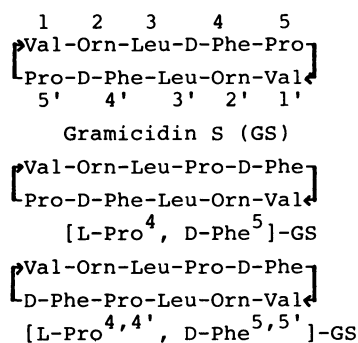 1 2 3 4 5
Val-Orn-Leu-D-Phe-Pro
Pro-D-Phe-Leu-Orn-Val
5' 4' 3' 2' 1'
Gramicidin S (GS)
Val-Orn-Leu-Pro-D-Phe
Pro-D-Phe-Leu-Orn-Val
[L-Pro⁴, D-Phe⁵]-GS
Val-Orn-Leu-Pro-D-Phe
D-Phe-Pro-Leu-Orn-Val
[L-Pro⁴,⁴', D-Phe⁵,⁵']-GS